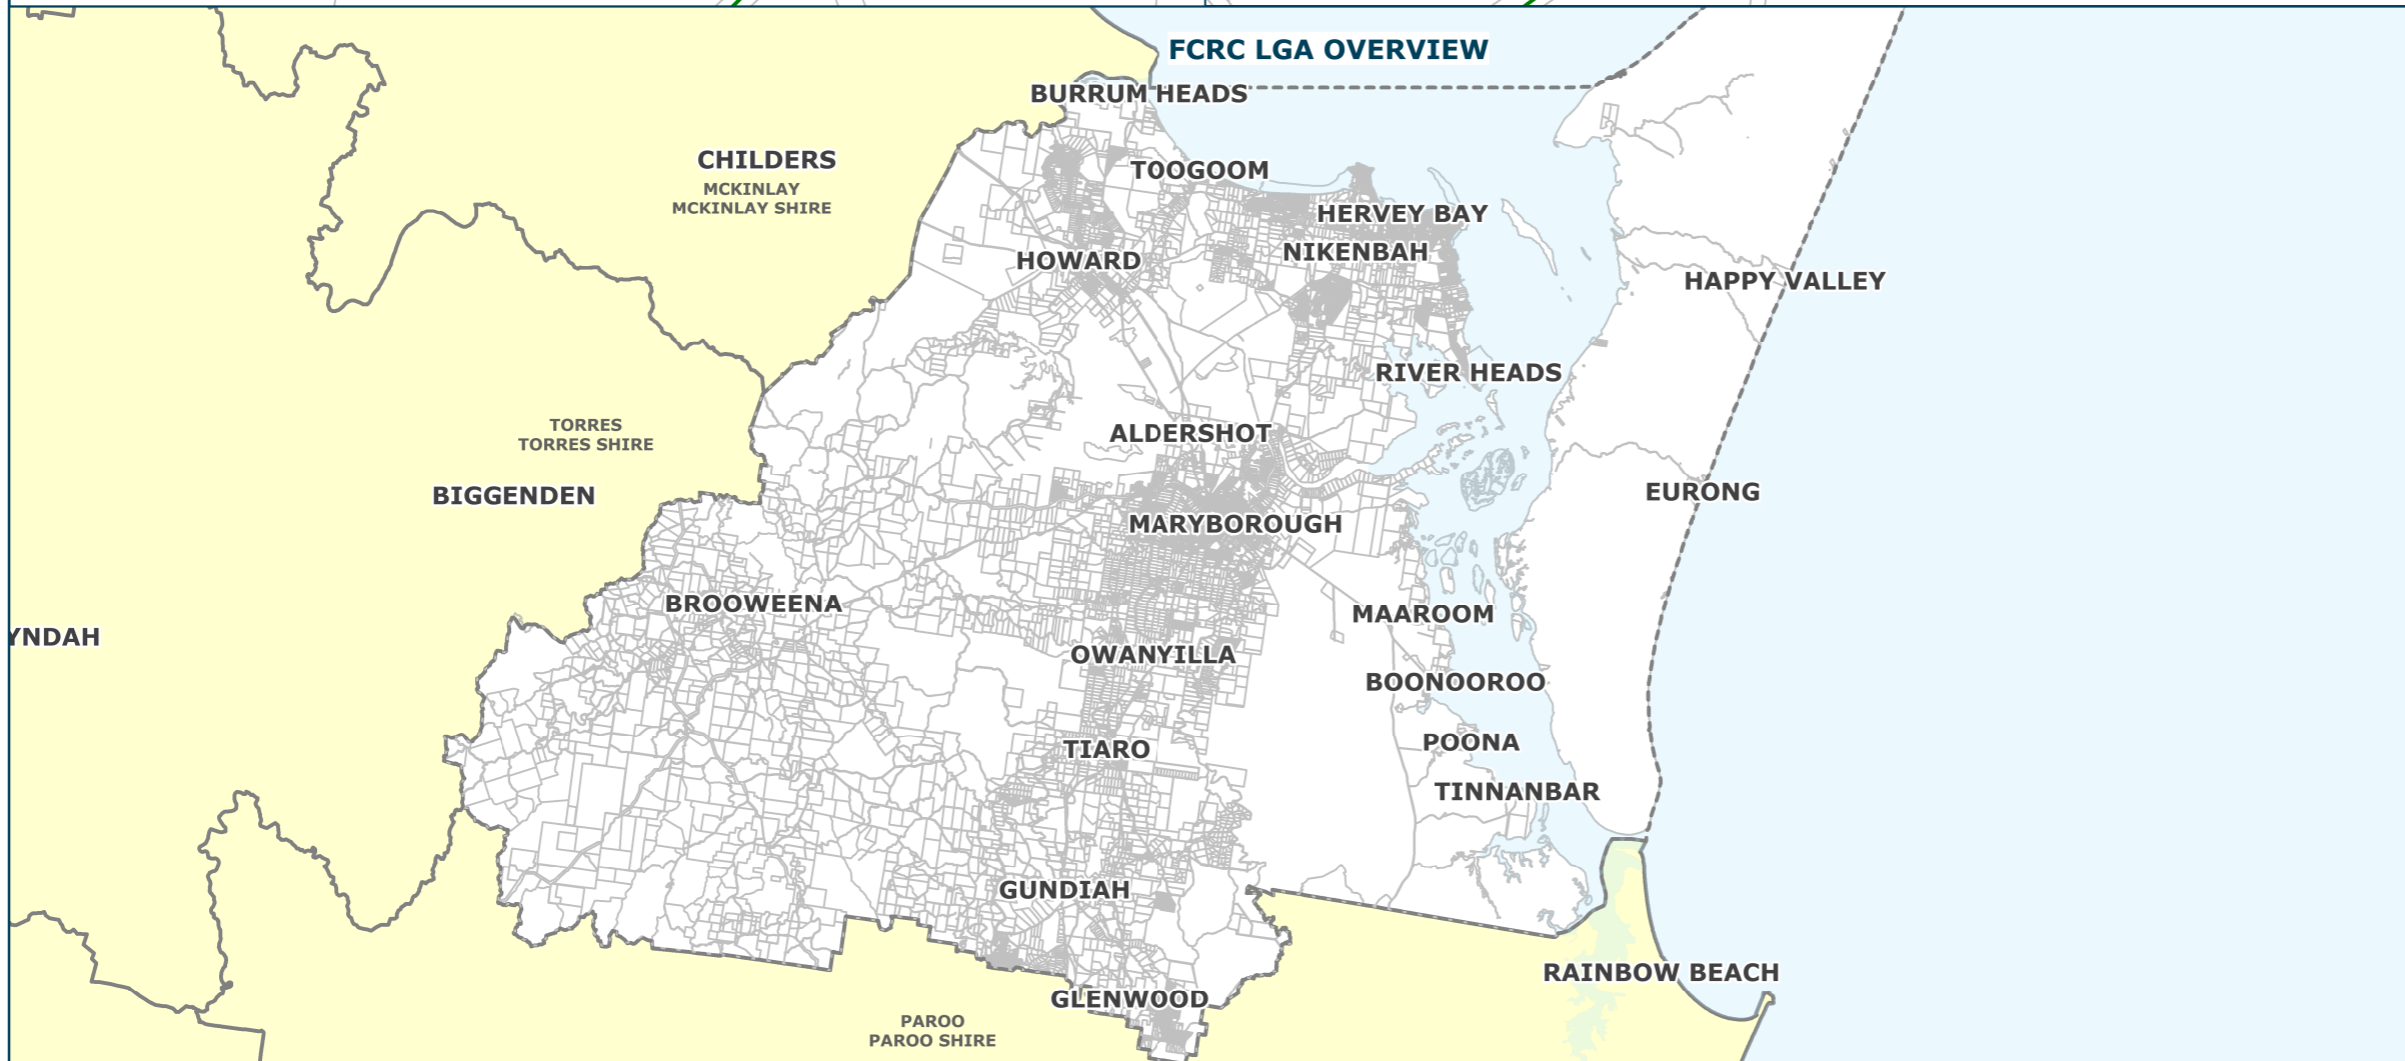 FCRC LGA OVERVIEW
BURRUM HEADS
CHILDERS
MCKINLAY
MCKINLAY SHIRE
TOOGOOM
HERVEY BAY
NIKENBAH
HOWARD
HAPPY VALLEY
RIVER HEADS
TORRES
TORRES SHIRE
ALDERSHOT
BIGGENDEN
EURONG
MARYBOROUGH
BROOWEENA
MAAROOM
YNDAH
OWANYILLA
BOONOOROO
POONA
TIARO
TINNANBAR
GUNDIAH
RAINBOW BEACH
GLENWOOD
PAROO
PAROO SHIRE